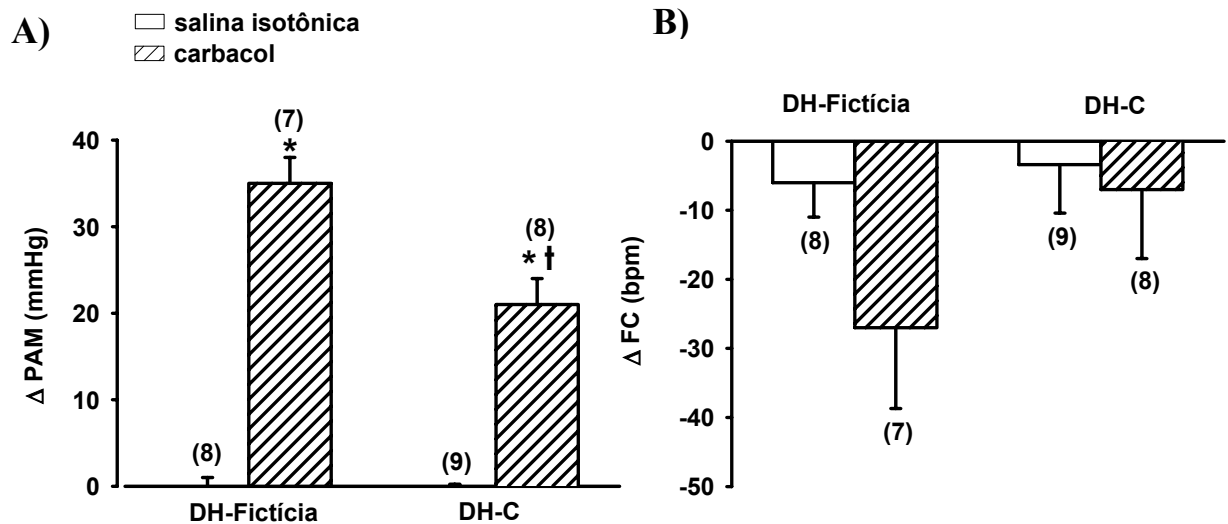 A)
salina isotônica
carbacol
Δ PAM (mmHg)
40
30
20
10
0
(8)
(7)
*
(9)
(8)
* †
DH-Fictícia
DH-C
B)
DH-Fictícia
DH-C
Δ FC (bpm)
0
-10
-20
-30
-40
-50
(8)
(7)
(9)
(8)